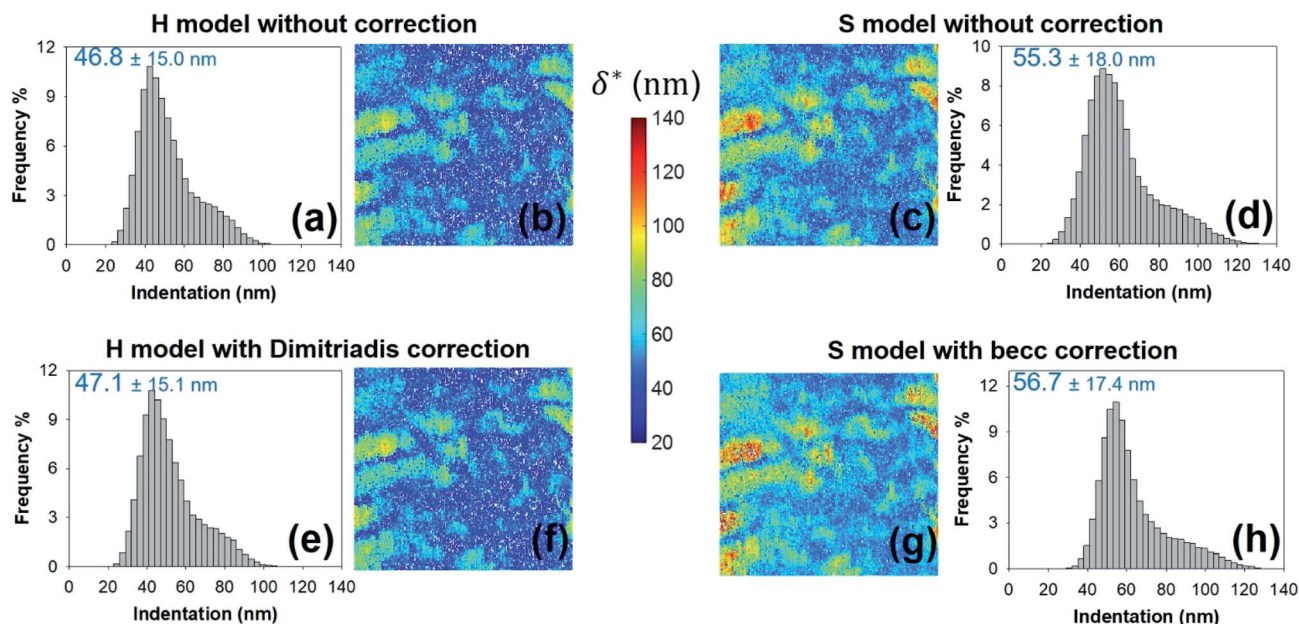 H model without correction
S model without correction
46.8 ± 15.0 nm
12
9
6
3
0
Frequency %
(a)
0 20 40 60 80 100 120 140
Indentation (nm)
(b)
δ* (nm)
140
120
100
80
60
40
20
(c)
55.3 ± 18.0 nm
10
8
6
4
2
0
Frequency %
(d)
0 20 40 60 80 100 120 140
Indentation (nm)
H model with Dimitriadis correction
S model with becc correction
47.1 ± 15.1 nm
12
9
6
3
0
Frequency %
(e)
0 20 40 60 80 100 120 140
Indentation (nm)
(f)
(g)
56.7 ± 17.4 nm
12
9
6
3
0
Frequency %
(h)
0 20 40 60 80 100 120 140
Indentation (nm)